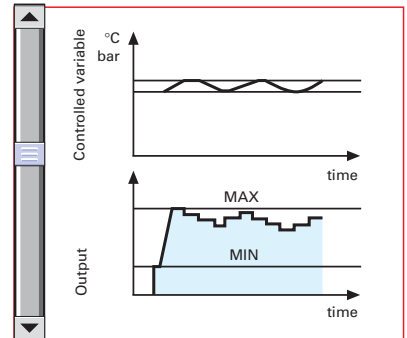 Controlled variable
°C
bar
time
Output
MAX
MIN
time